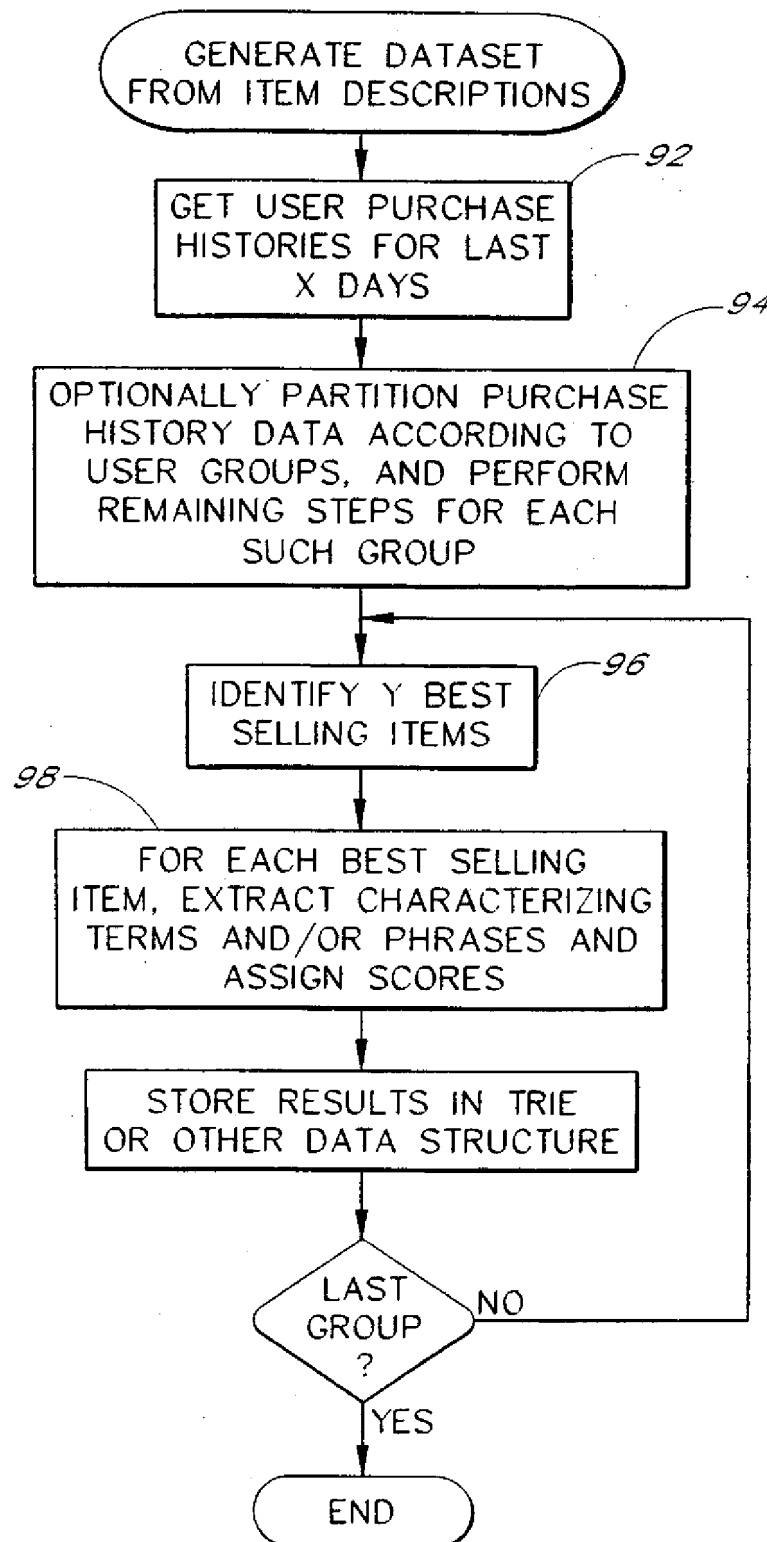 GENERATE DATASET
FROM ITEM DESCRIPTIONS
92
GET USER PURCHASE
HISTORIES FOR LAST
X DAYS
94
OPTIONALLY PARTITION PURCHASE
HISTORY DATA ACCORDING TO
USER GROUPS, AND PERFORM
REMAINING STEPS FOR EACH
SUCH GROUP
96
IDENTIFY Y BEST
SELLING ITEMS
98
FOR EACH BEST SELLING
ITEM, EXTRACT CHARACTERIZING
TERMS AND/OR PHRASES AND
ASSIGN SCORES
STORE RESULTS IN TRIE
OR OTHER DATA STRUCTURE
LAST
GROUP
?
NO
YES
END